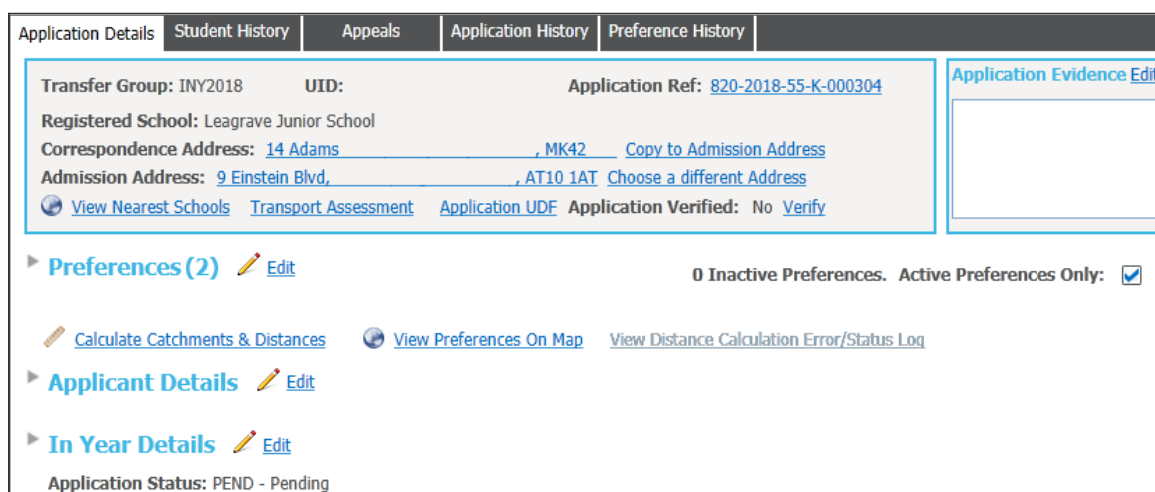 Application Details Student History Appeals Application History Preference History
Transfer Group: INY2018 UID: Application Ref: 820-2018-55-K-000304
Registered School: Leagrave Junior School
Correspondence Address: 14 Adams , MK42 Copy to Admission Address
Admission Address: 9 Einstein Blvd, , AT10 1AT Choose a different Address
View Nearest Schools Transport Assessment Application UDF Application Verified: No Verify
Application Evidence Edit
Preferences (2) Edit
0 Inactive Preferences. Active Preferences Only:
Calculate Catchments & Distances View Preferences On Map View Distance Calculation Error/Status Log
Applicant Details Edit
In Year Details Edit
Application Status: PEND - Pending